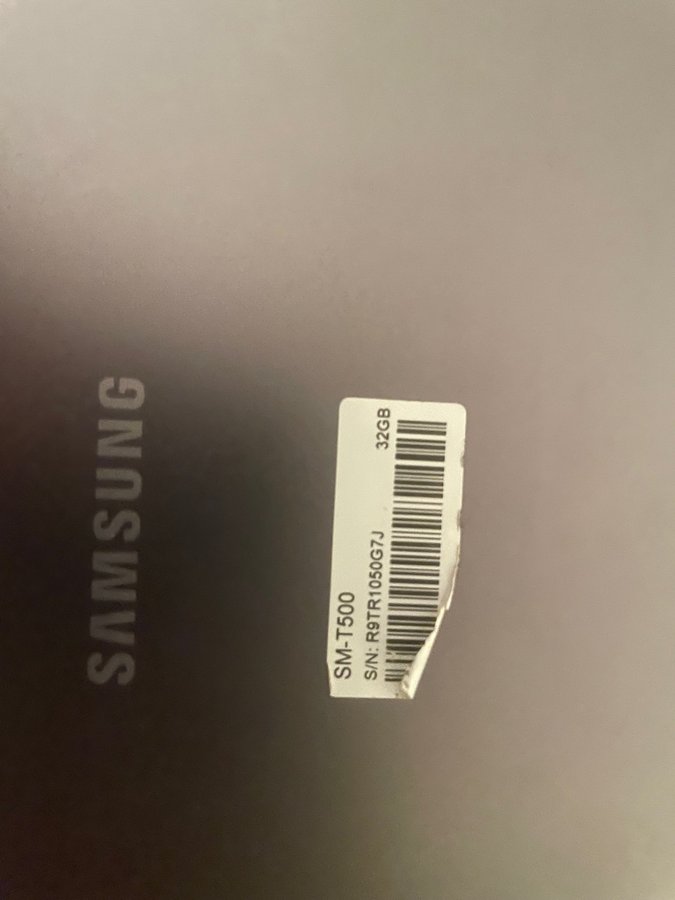 SAMSUNG
SM-T500
S/N: R9TR1050G7J
32GB